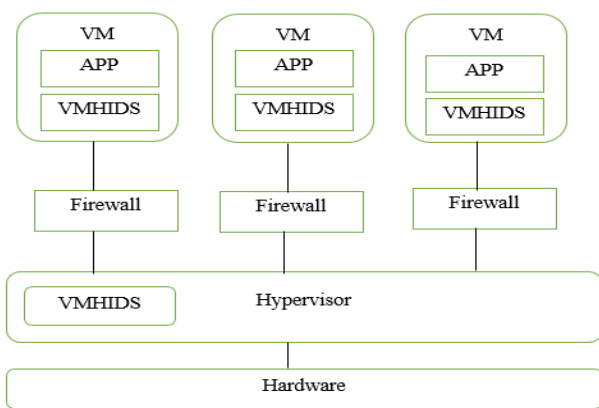 VM
APP
VMHIDS
VM
APP
VMHIDS
VM
APP
VMHIDS
Firewall
Firewall
Firewall
VMHIDS
Hypervisor
Hardware